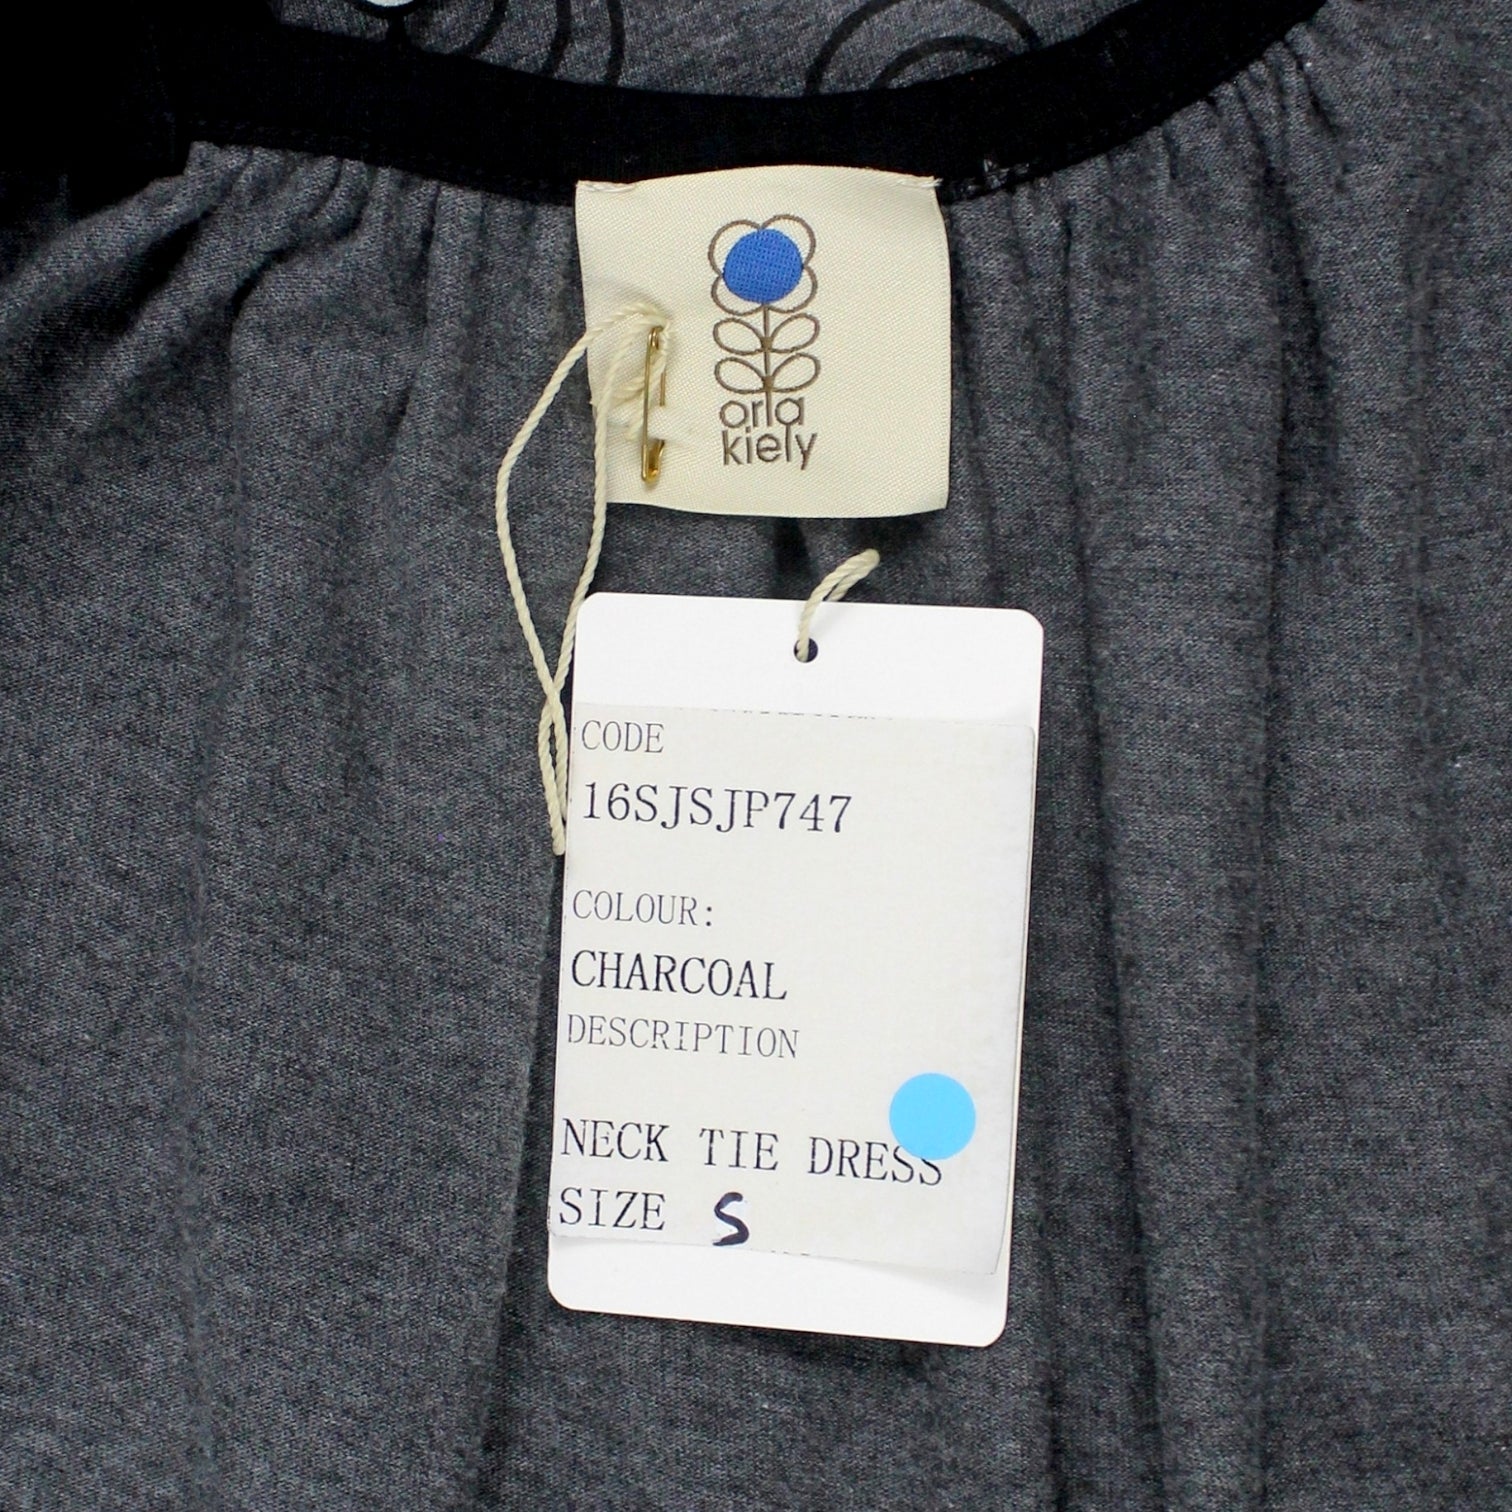 orla
kiely
CODE
16SJSJP747
COLOUR:
CHARCOAL
DESCRIPTION
NECK TIE DRESS
SIZE S